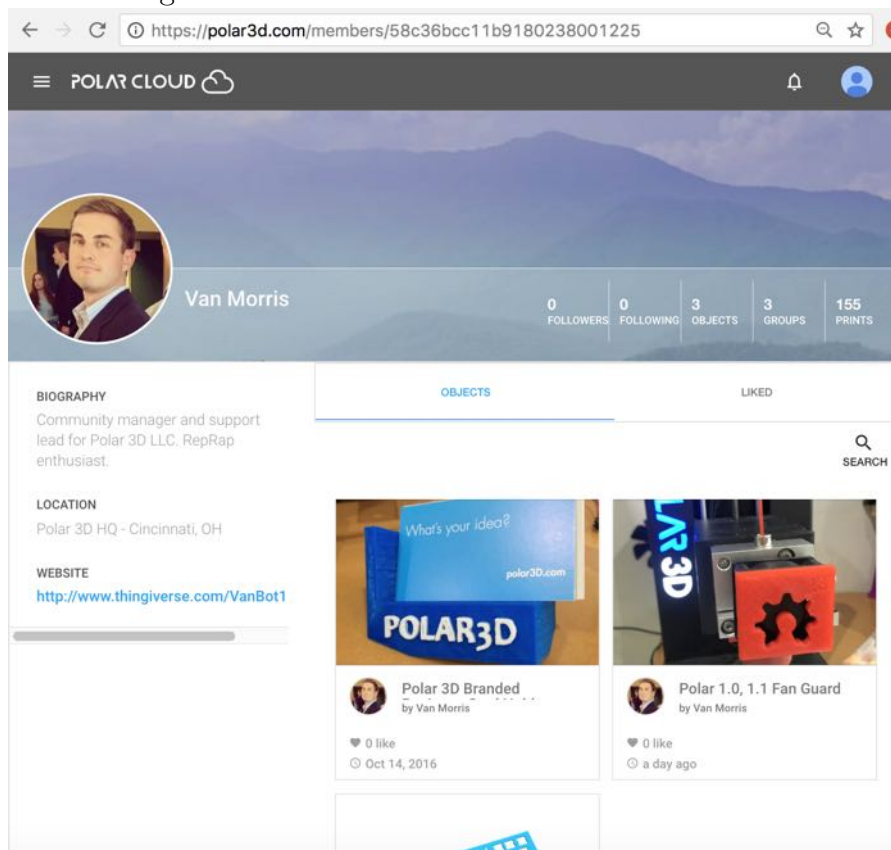 https://polar3d.com/members/58c36bcc11b9180238001225
POLAR CLOUD
Van Morris
0 0 3 3 155
FOLLOWERS FOLLOWING OBJECTS GROUPS PRINTS
BIOGRAPHY
Community manager and support
lead for Polar 3D LLC. RepRap
enthusiast.
LOCATION
Polar 3D HQ - Cincinnati, OH
WEBSITE
http://www.thingiverse.com/VanBot1
OBJECTS LIKED
SEARCH
What's your idea?
polar3D.com
POLAR3D
LAR 3D
Polar 3D Branded
by Van Morris
0 like
Oct 14, 2016
Polar 1.0, 1.1 Fan Guard
by Van Morris
0 like
a day ago